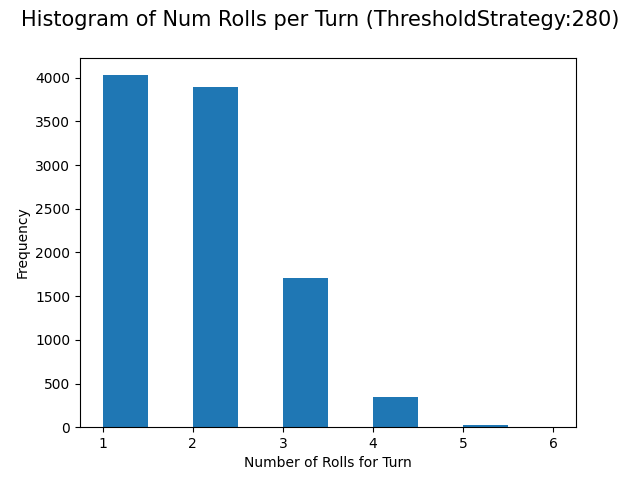 Histogram of Num Rolls per Turn (ThresholdStrategy:280)
4000
3500
3000
2500
2000
1500
1000
500
0
Frequency
1 2 3 4 5 6
Number of Rolls for Turn